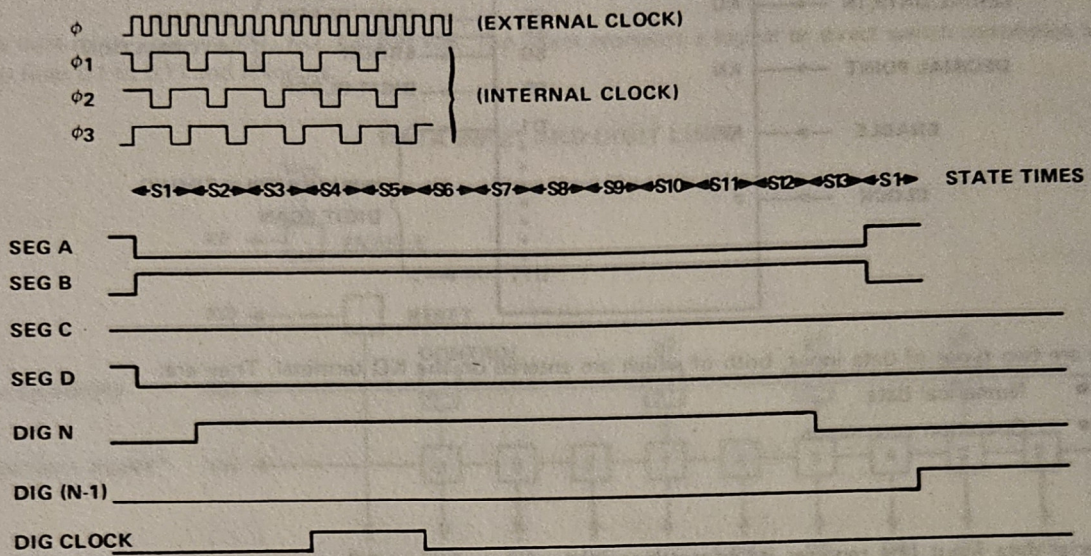 φ (EXTERNAL CLOCK)
φ1
φ2 (INTERNAL CLOCK)
φ3
S1 S2 S3 S4 S5 S6 S7 S8 S9 S10 S11 S12 S13 S1 STATE TIMES
SEG A
SEG B
SEG C
SEG D
DIG N
DIG (N-1)
DIG CLOCK